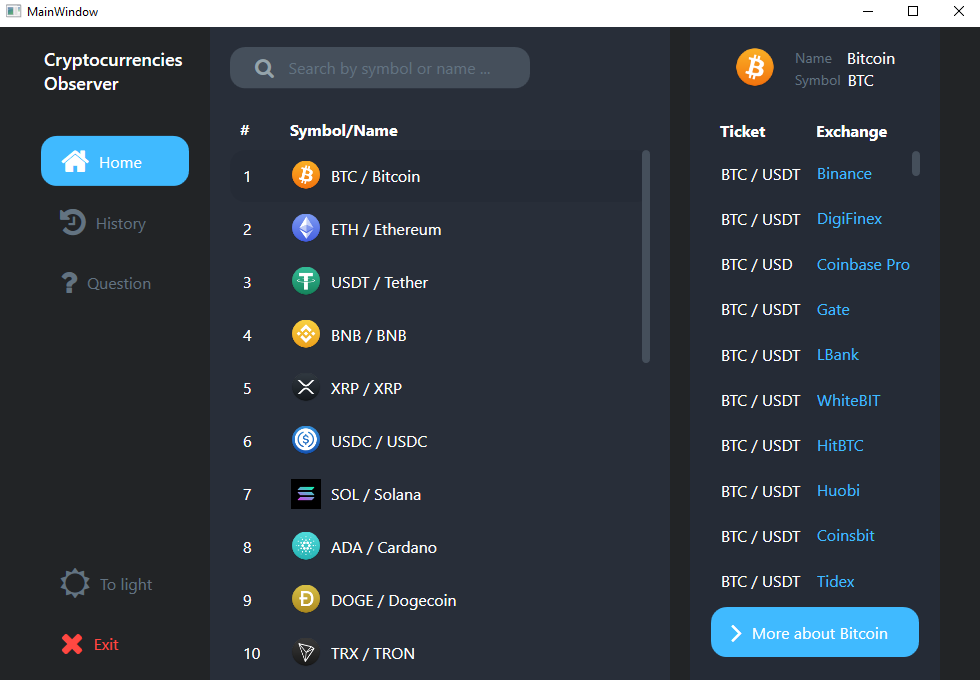 MainWindow
Cryptocurrencies
Observer
Home
History
Question
To light
Exit
Search by symbol or name ...
# Symbol/Name
1 BTC / Bitcoin
2 ETH / Ethereum
3 USDT / Tether
4 BNB / BNB
5 XRP / XRP
6 USDC / USDC
7 SOL / Solana
8 ADA / Cardano
9 DOGE / Dogecoin
10 TRX / TRON
Name Bitcoin
Symbol BTC
Ticket Exchange
BTC / USDT Binance
BTC / USDT DigiFinex
BTC / USD Coinbase Pro
BTC / USDT Gate
BTC / USDT LBank
BTC / USDT WhiteBIT
BTC / USDT HitBTC
BTC / USDT Huobi
BTC / USDT Coinsbit
BTC / USDT Tidex
More about Bitcoin